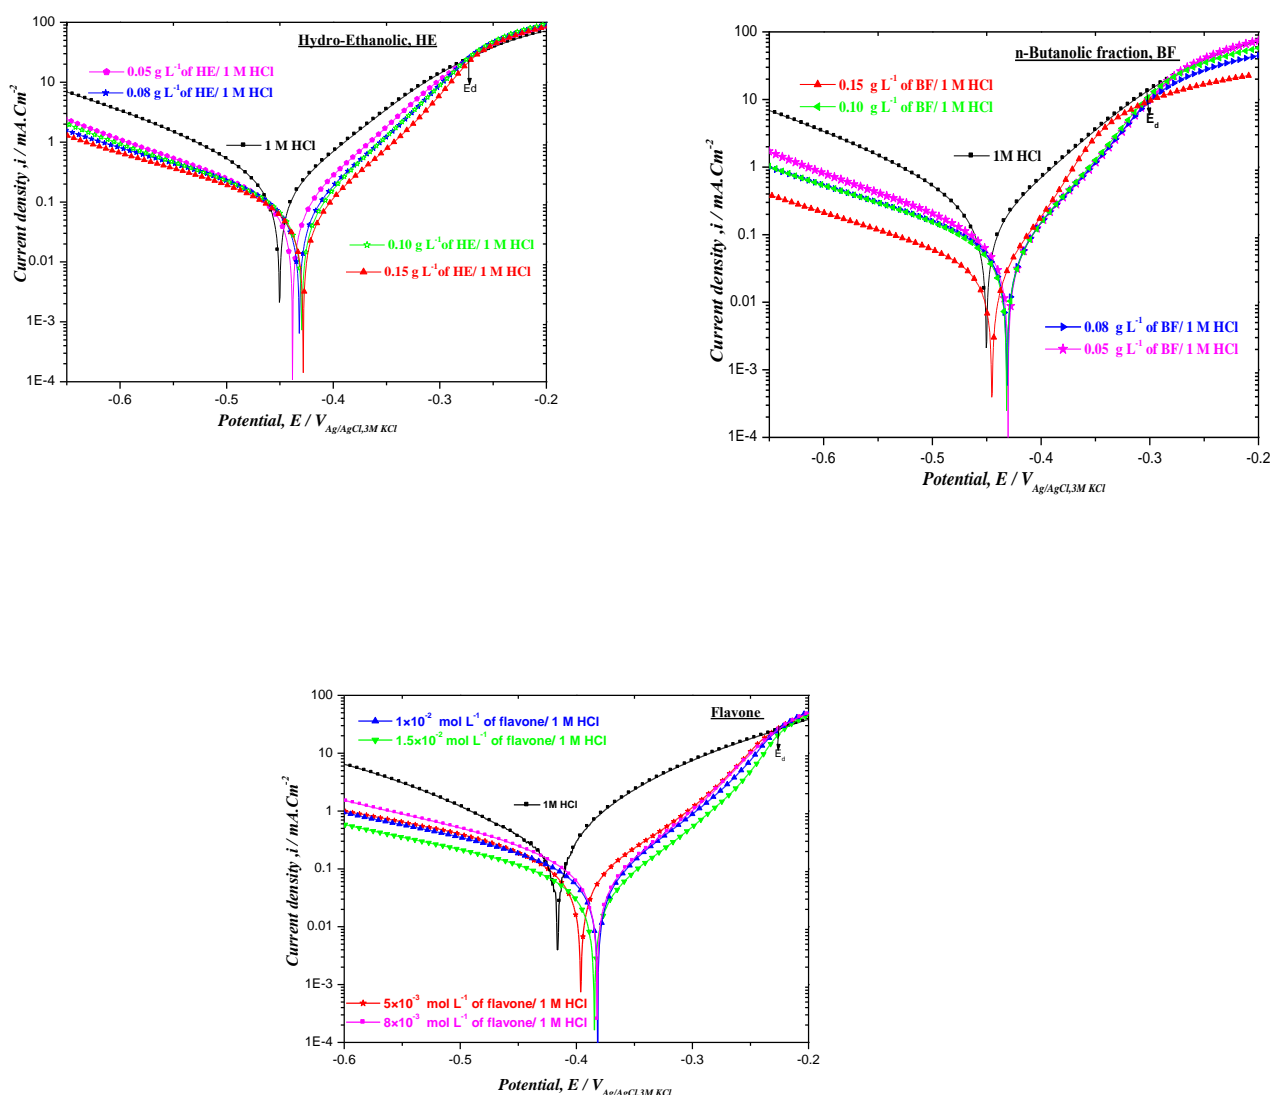 Hydro-Ethanolic, HE
0.05 g L⁻¹of HE/ 1 M HCl
0.08 g L⁻¹of HE/ 1 M HCl
1 M HCl
Ed
0.10 g L⁻¹of HE/ 1 M HCl
0.15 g L⁻¹of HE/ 1 M HCl
100
10
1
0.1
0.01
1E-3
1E-4
-0.6
-0.5
-0.4
-0.3
-0.2
Current density ,i / mA.Cm⁻²
Potential, E / V Ag/AgCl,3M KCl
n-Butanolic fraction, BF
0.15 g L⁻¹ of BF/ 1 M HCl
0.10 g L⁻¹ of BF/ 1 M HCl
1M HCl
E_d
0.08 g L⁻¹ of BF/ 1 M HCl
0.05 g L⁻¹ of BF/ 1 M HCl
100
10
1
0.1
0.01
1E-3
1E-4
-0.6
-0.5
-0.4
-0.3
-0.2
Current density ,i / mA.Cm⁻²
Potential, E / V Ag/AgCl,3M KCl
Flavone
1×10⁻² mol L⁻¹ of flavone/ 1 M HCl
1.5×10⁻² mol L⁻¹ of flavone/ 1 M HCl
1M HCl
E_d
5×10⁻³ mol L⁻¹ of flavone/ 1 M HCl
8×10⁻³ mol L⁻¹ of flavone/ 1 M HCl
100
10
1
0.1
0.01
1E-3
1E-4
-0.6
-0.5
-0.4
-0.3
-0.2
Current density ,i / mA.Cm⁻²
Potential, E / V Ag/AgCl,3M KCl